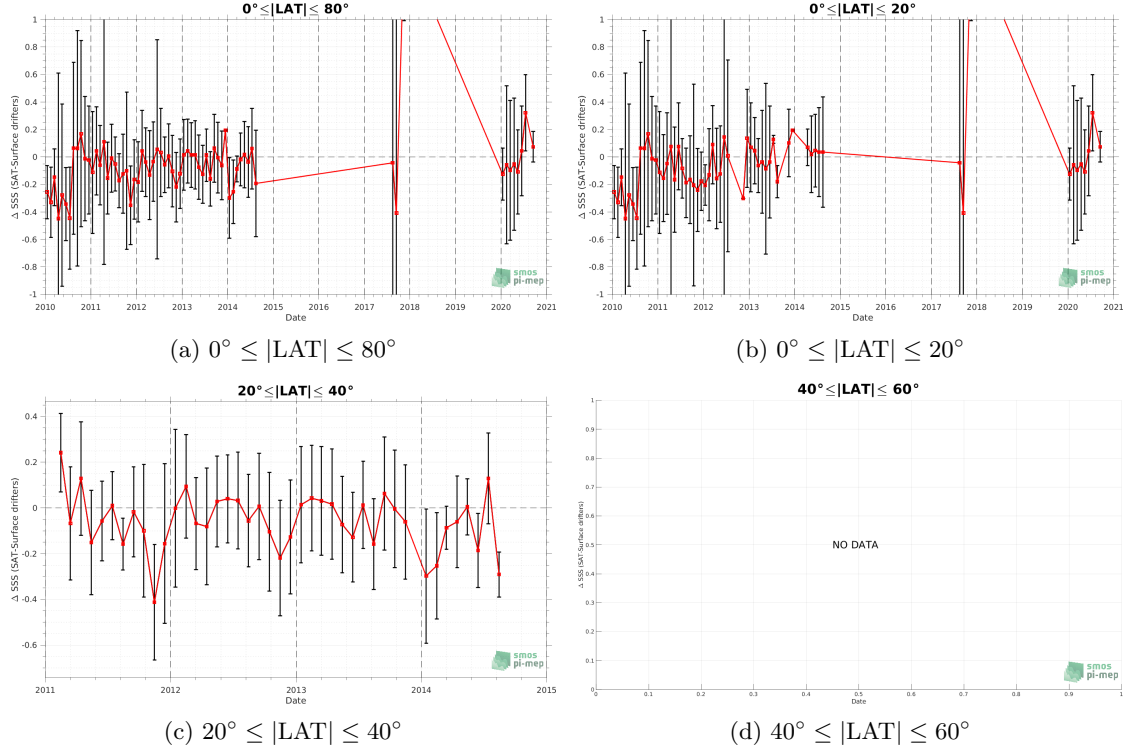 0°≤|LAT|≤ 80°
Δ SSS (SAT-Surface drifters)
1
0.8
0.6
0.4
0.2
0
-0.2
-0.4
-0.6
-0.8
-1
2010 2011 2012 2013 2014 2015 2016 2017 2018 2019 2020 2021
Date
smos
pi-mep
(a) 0° ≤ |LAT| ≤ 80°
0°≤|LAT|≤ 20°
Δ SSS (SAT-Surface drifters)
1
0.8
0.6
0.4
0.2
0
-0.2
-0.4
-0.6
-0.8
-1
2010 2011 2012 2013 2014 2015 2016 2017 2018 2019 2020 2021
Date
smos
pi-mep
(b) 0° ≤ |LAT| ≤ 20°
20°≤|LAT|≤ 40°
Δ SSS (SAT-Surface drifters)
0.4
0.2
0
-0.2
-0.4
-0.6
2011 2012 2013 2014 2015
Date
smos
pi-mep
(c) 20° ≤ |LAT| ≤ 40°
40°≤|LAT|≤ 60°
Δ SSS (SAT-Surface drifters)
1
0.9
0.8
0.7
0.6
0.5
0.4
0.3
0.2
0.1
0
NO DATA
0 0.1 0.2 0.3 0.4 0.5 0.6 0.7 0.8 0.9 1
Date
smos
pi-mep
(d) 40° ≤ |LAT| ≤ 60°